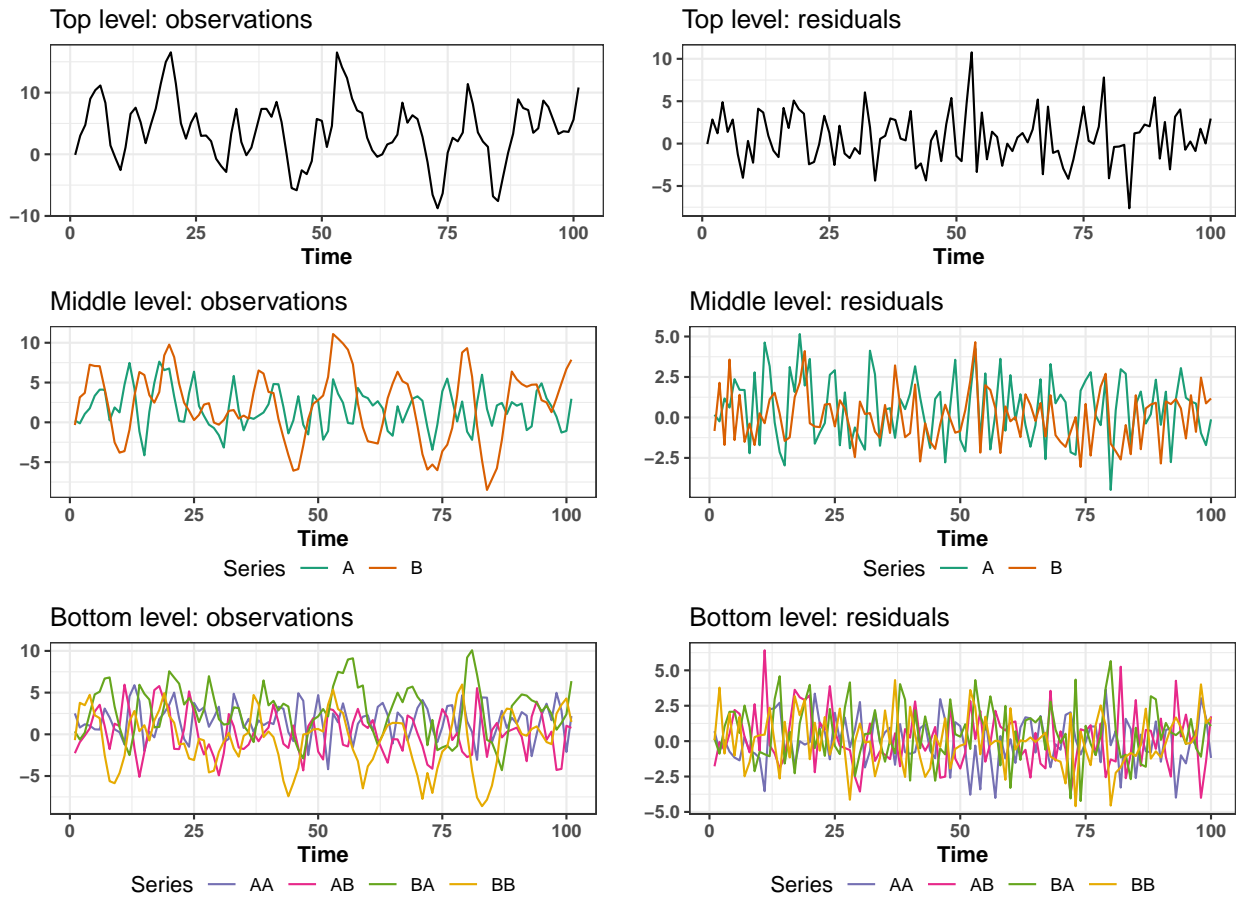 Top level: observations
10
0
−10
0 25 50 75 100
Time
Top level: residuals
10
5
0
−5
0 25 50 75 100
Time
Middle level: observations
10
5
0
−5
0 25 50 75 100
Time
Series A B
Middle level: residuals
5.0
2.5
0.0
−2.5
0 25 50 75 100
Time
Series A B
Bottom level: observations
10
5
0
−5
0 25 50 75 100
Time
Series AA AB BA BB
Bottom level: residuals
5.0
2.5
0.0
−2.5
−5.0
0 25 50 75 100
Time
Series AA AB BA BB